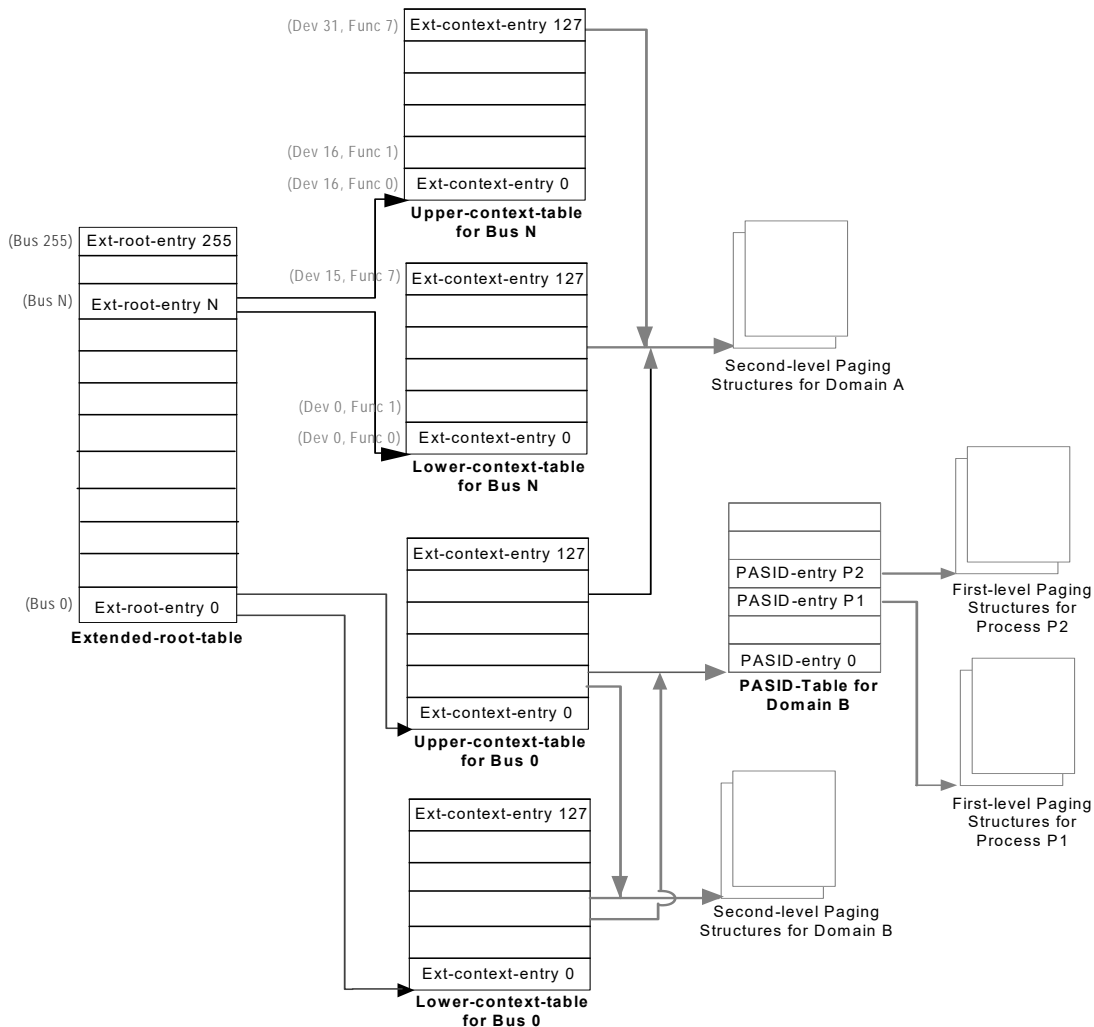 (Dev 31, Func 7)
Ext-context-entry 127
(Dev 16, Func 1)
(Dev 16, Func 0)
Ext-context-entry 0
Upper-context-table
for Bus N
(Bus 255)
Ext-root-entry 255
(Bus N)
Ext-root-entry N
(Bus 0)
Ext-root-entry 0
Extended-root-table
(Dev 15, Func 7)
Ext-context-entry 127
(Dev 0, Func 1)
(Dev 0, Func 0)
Ext-context-entry 0
Lower-context-table
for Bus N
Second-level Paging
Structures for Domain A
Ext-context-entry 127
Ext-context-entry 0
Upper-context-table
for Bus 0
PASID-entry P2
PASID-entry P1
PASID-entry 0
PASID-Table for
Domain B
First-level Paging
Structures for
Process P2
First-level Paging
Structures for
Process P1
Ext-context-entry 127
Ext-context-entry 0
Lower-context-table
for Bus 0
Second-level Paging
Structures for Domain B